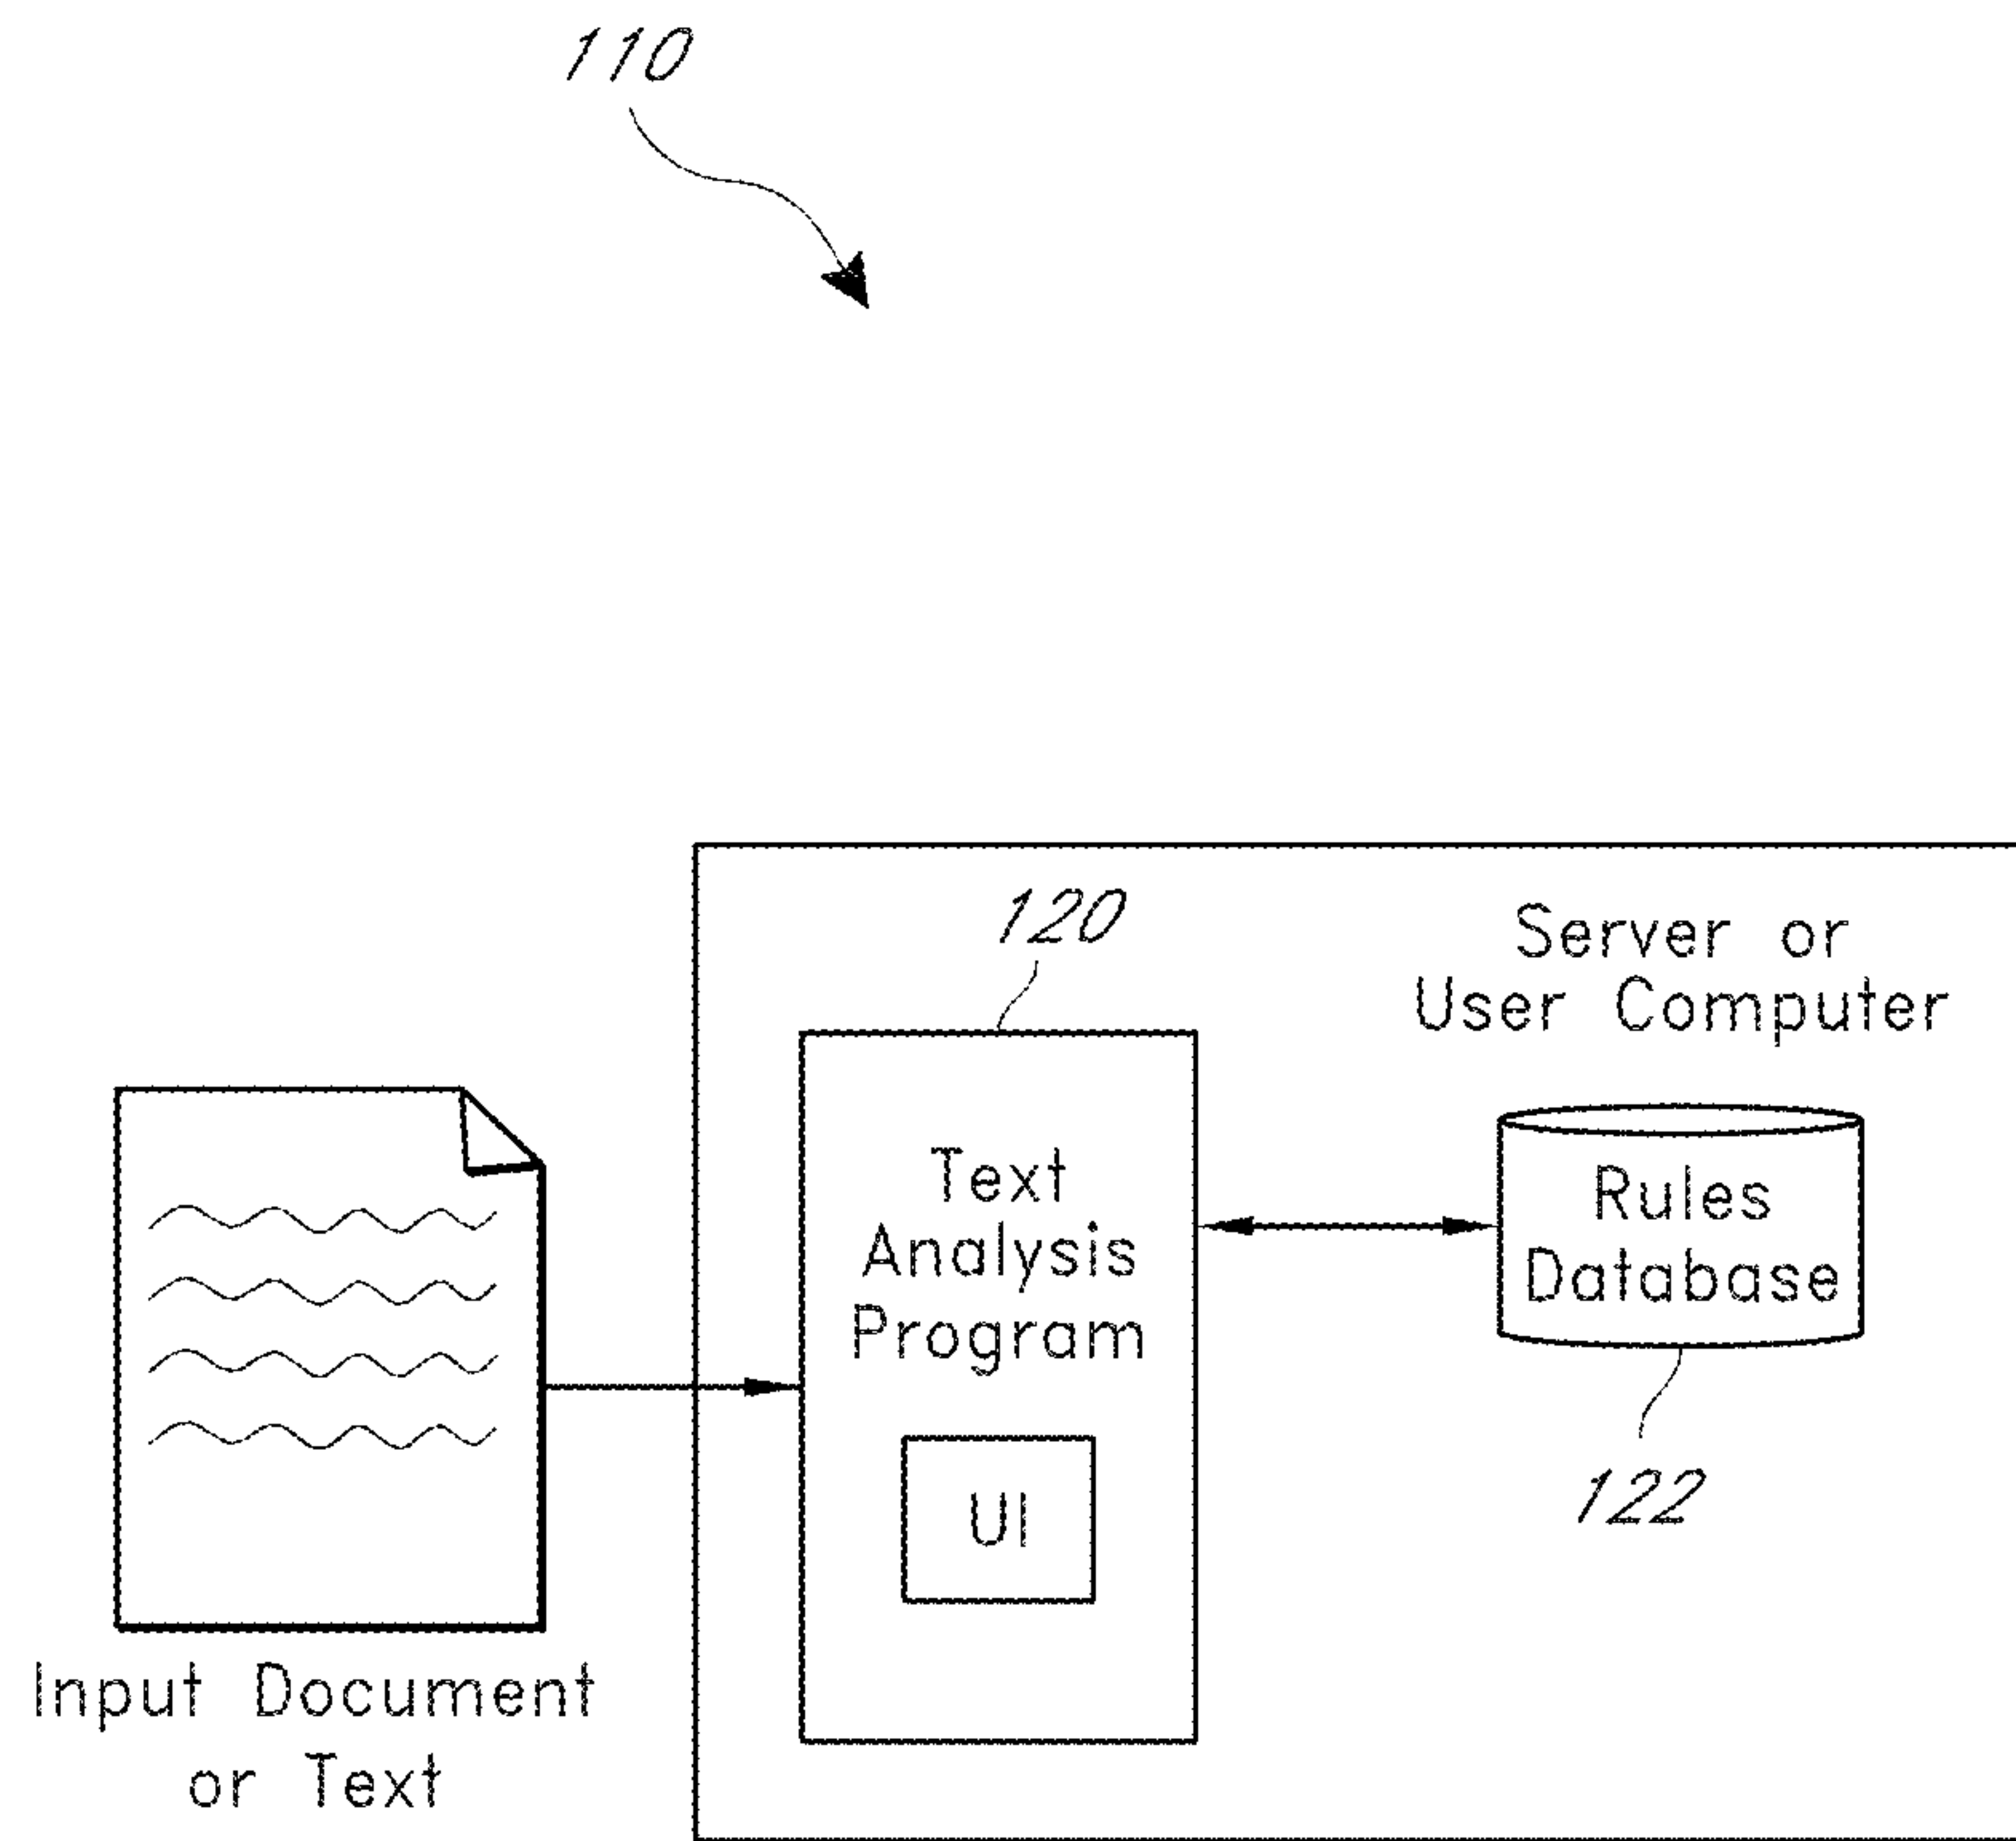 110
120
Server or
User Computer
Text
Analysis
Program
Rules
Database
UI
122
Input Document
or Text